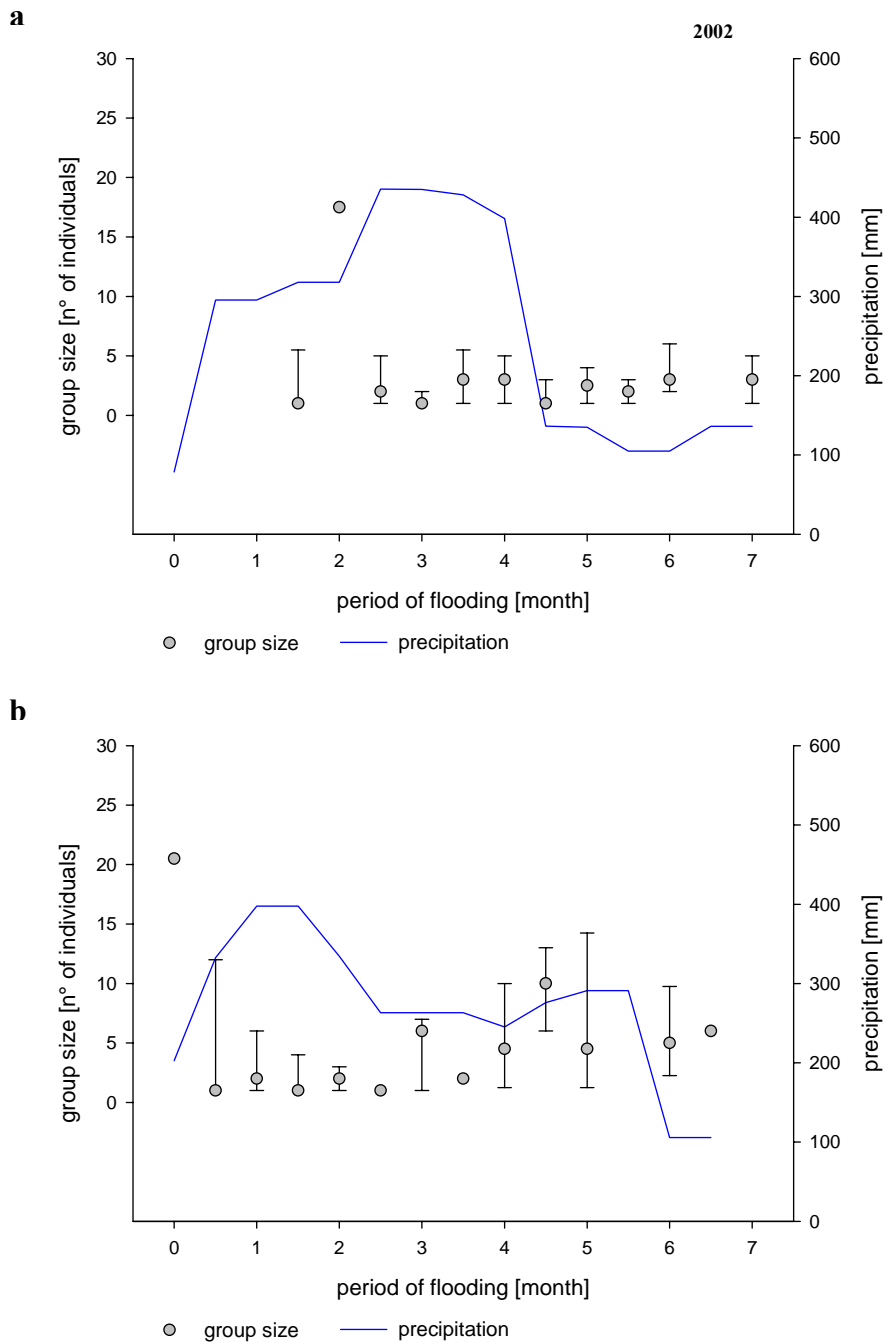 a
2002
30
25
20
15
10
5
0
group size [n° of individuals]
600
500
400
300
200
100
0
precipitation [mm]
0 1 2 3 4 5 6 7
period of flooding [month]
group size precipitation
b
30
25
20
15
10
5
0
group size [n° of individuals]
600
500
400
300
200
100
0
precipitation [mm]
0 1 2 3 4 5 6 7
period of flooding [month]
group size precipitation